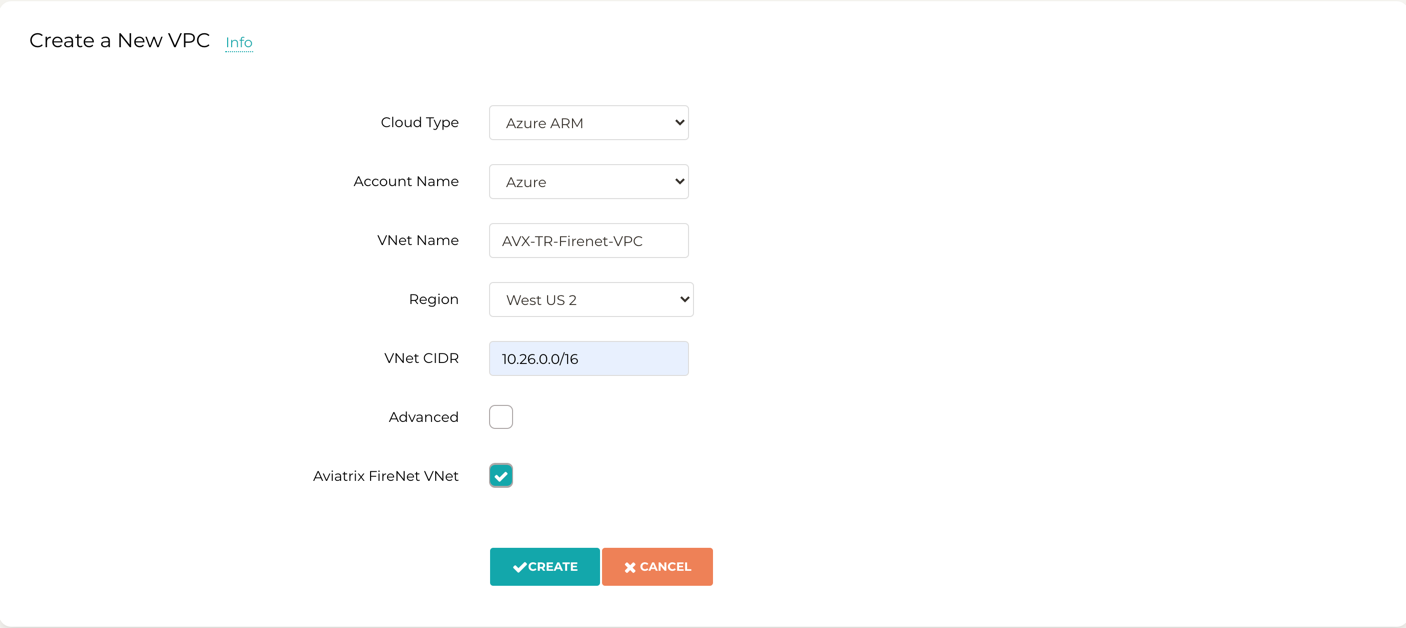 Create a New VPC Info
Cloud Type Azure ARM
Account Name Azure
VNet Name AVX-TR-Firenet-VPC
Region West US 2
VNet CIDR 10.26.0.0/16
Advanced
Aviatrix FireNet VNet
CREATE CANCEL